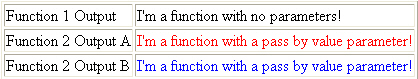 Function 1 Output I'm a function with no parameters!
Function 2 Output A I'm a function with a pass by value parameter!
Function 2 Output B I'm a function with a pass by value parameter!